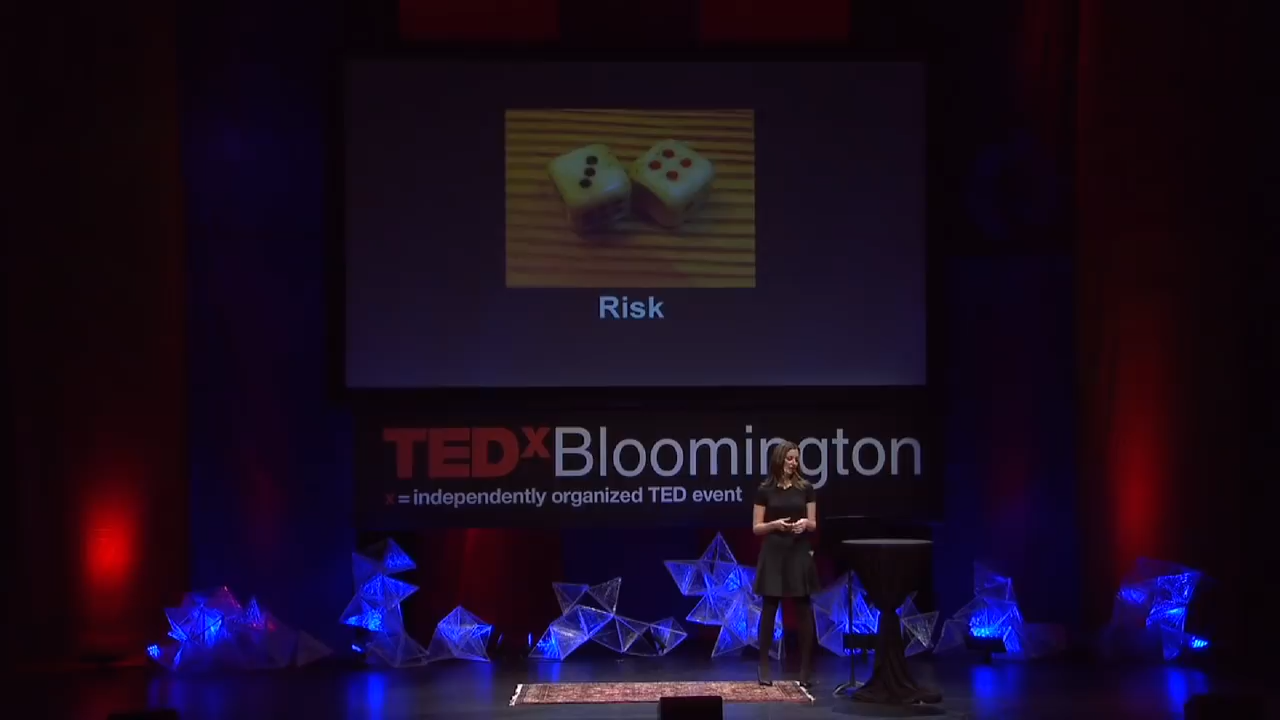 Risk
TEDxBloomington
x = independently organized TED event